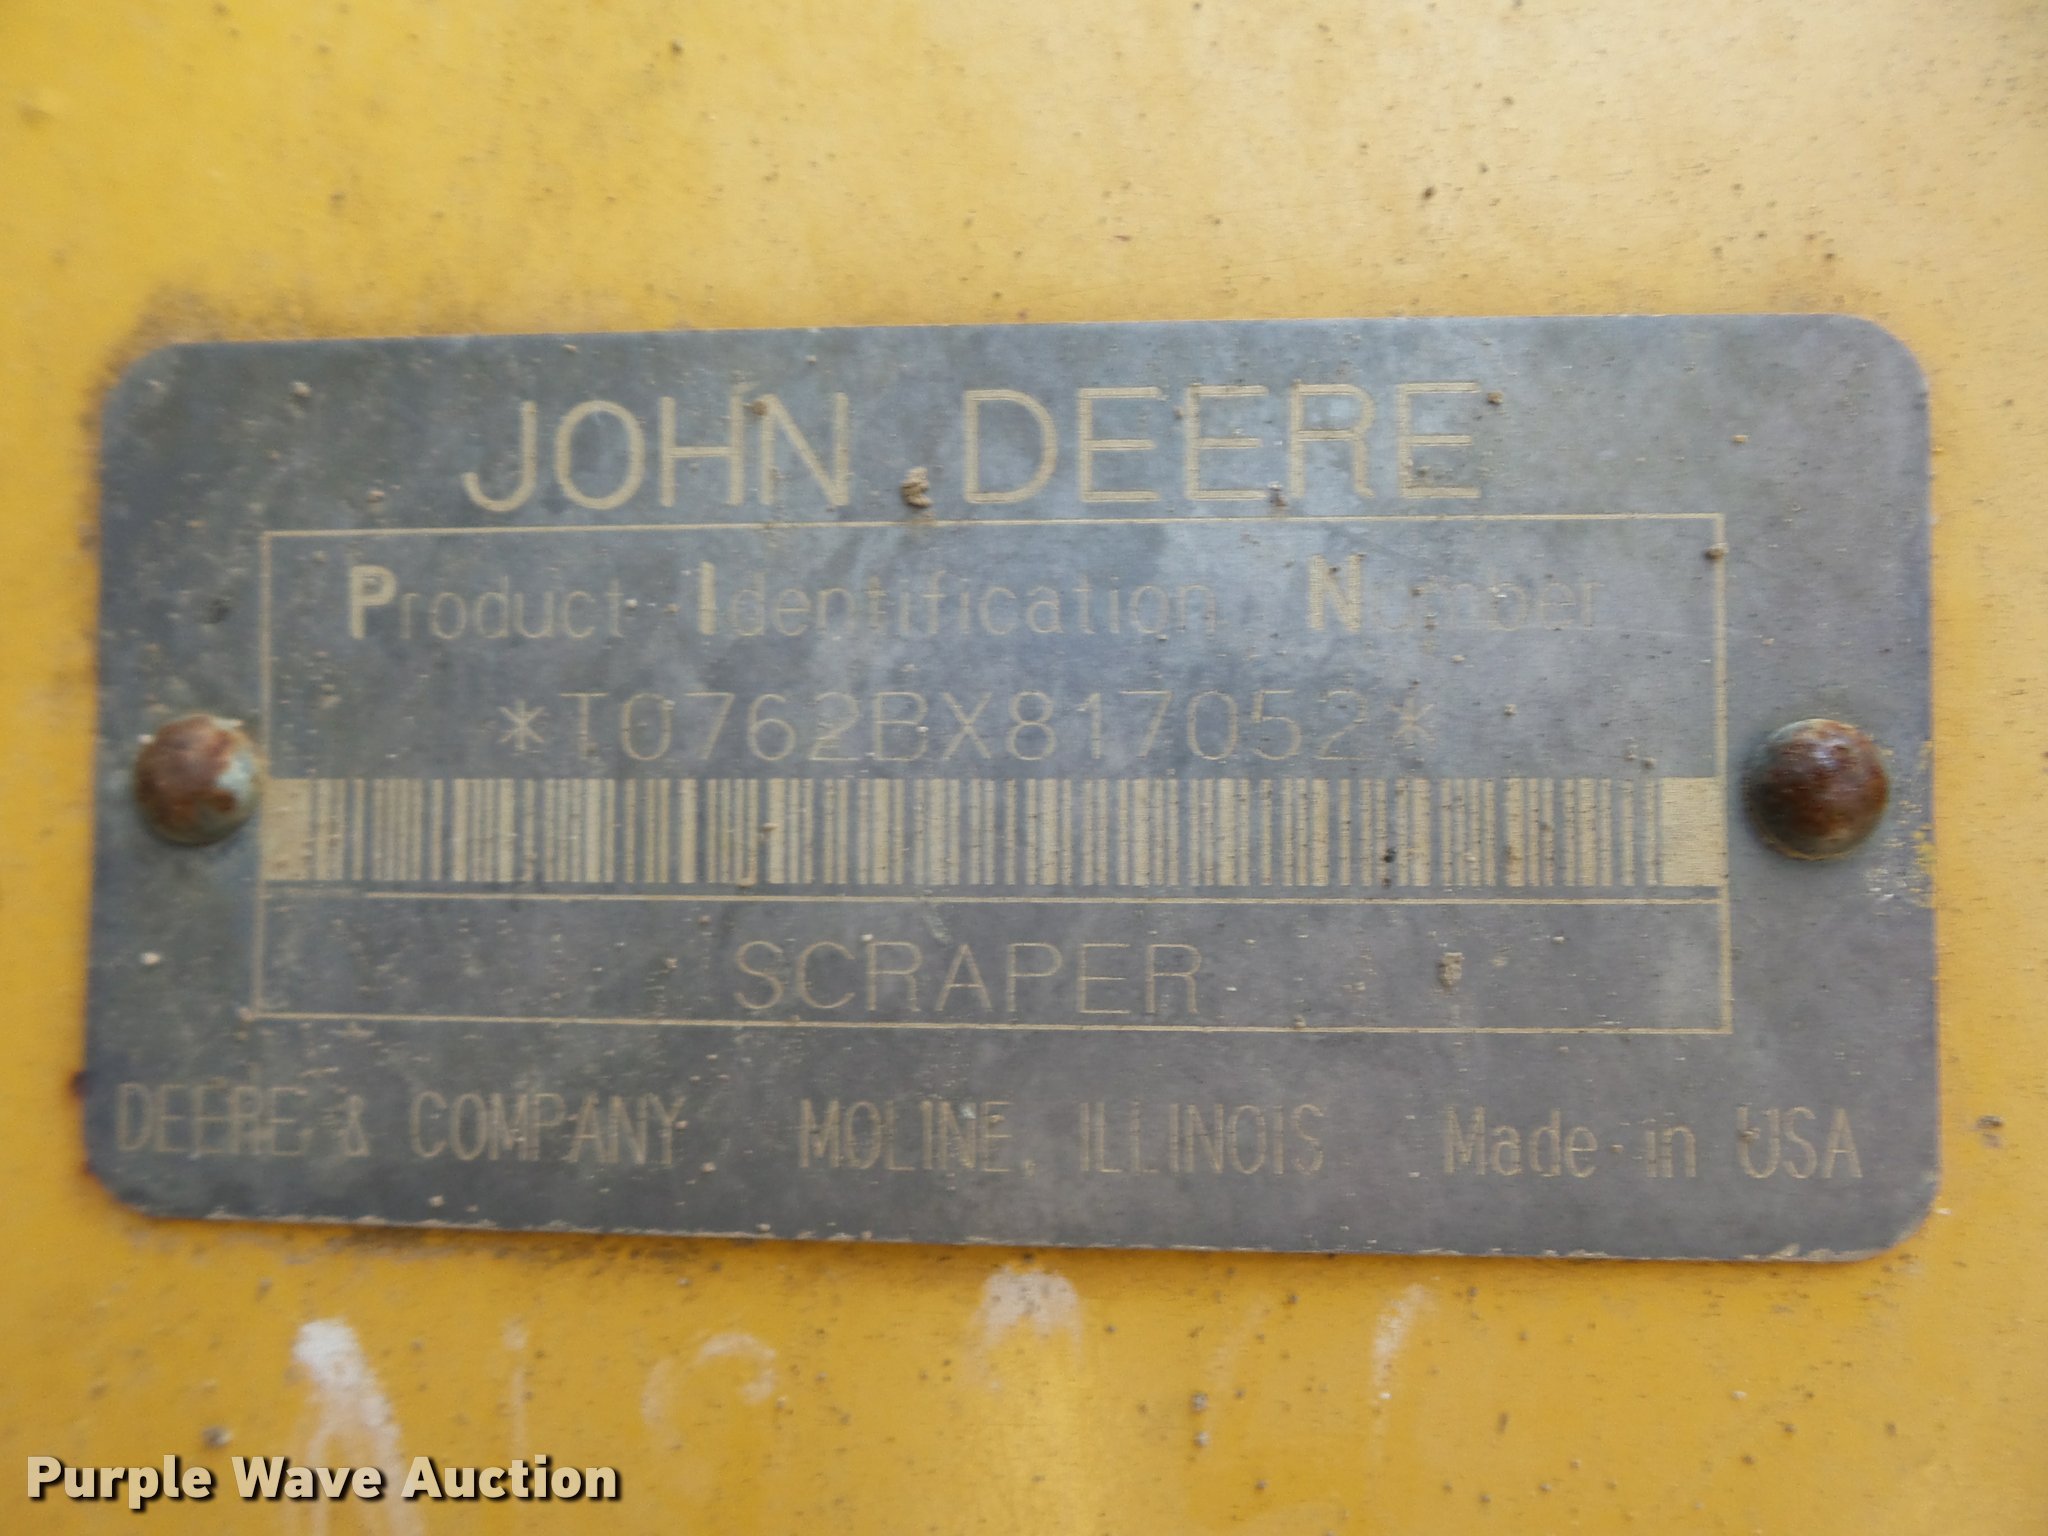 JOHN DEERE
Product Identification Number
*T0762BX817052*
SCRAPER
DEERE & COMPANY MOLINE, ILLINOIS Made in USA
Purple Wave Auction